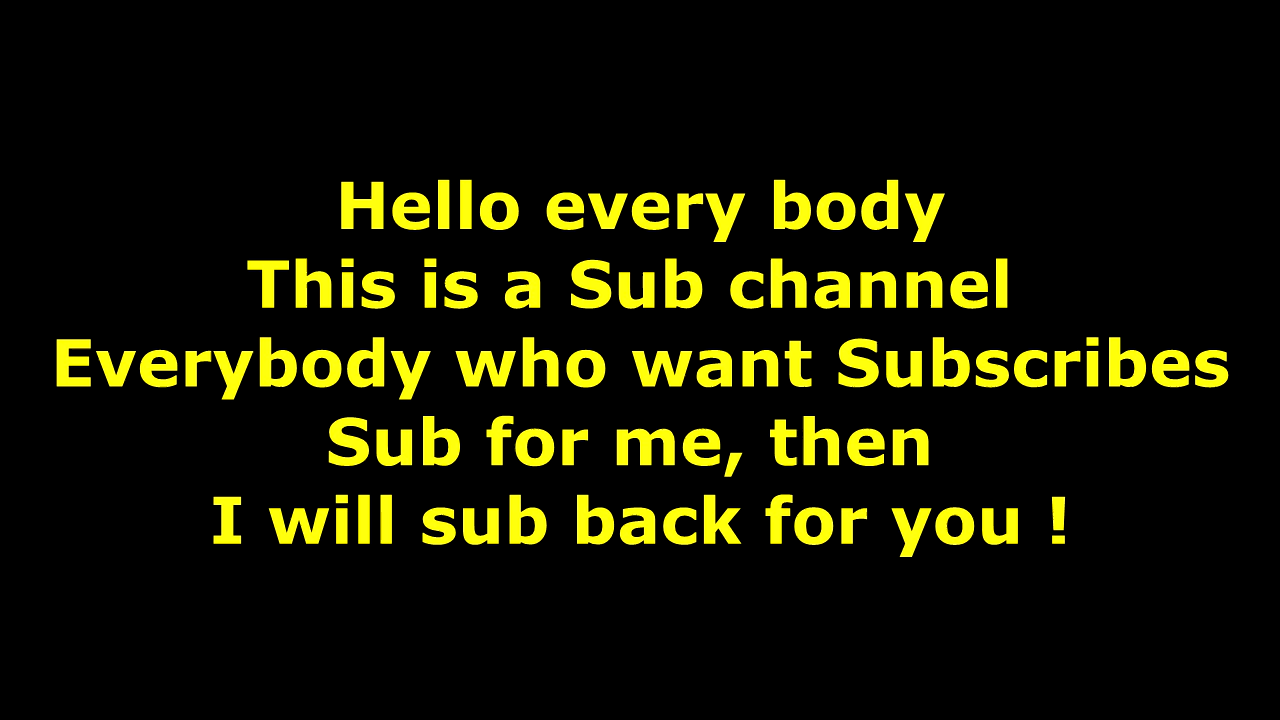 Hello every body
This is a Sub channel
Everybody who want Subscribes
Sub for me, then
I will sub back for you !